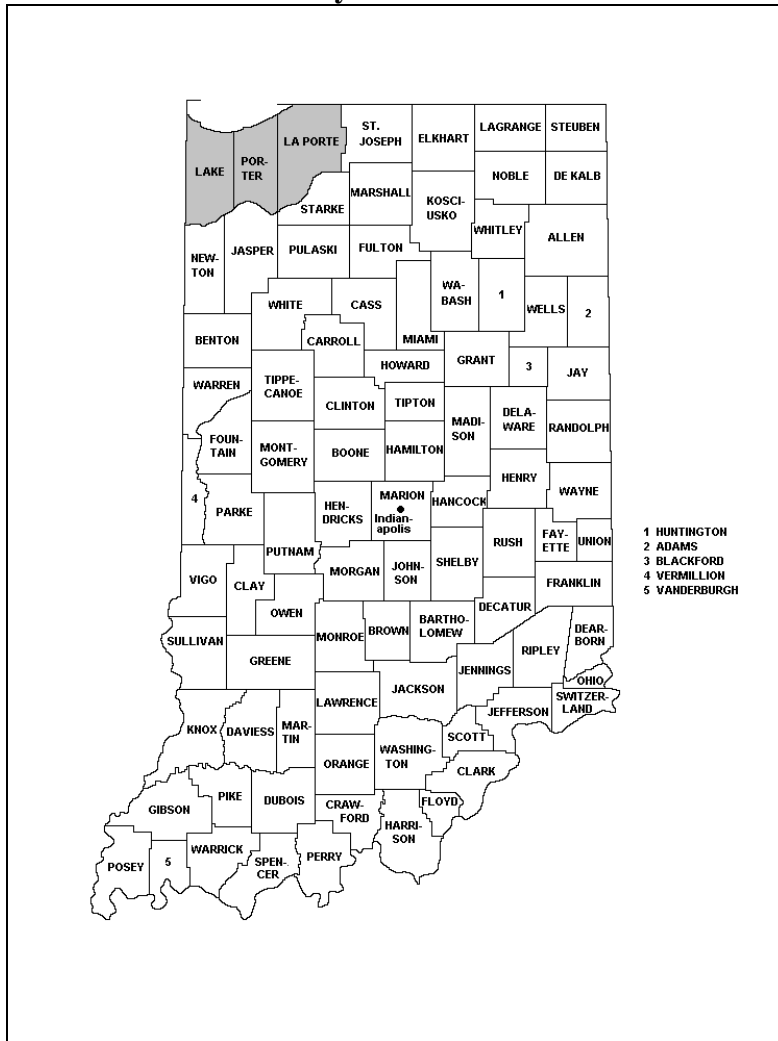 LAKE
POR-
TER
LA PORTE
ST.
JOSEPH
ELKHART
LAGRANGE
STEUBEN
NOBLE
DE KALB
STARKE
MARSHALL
KOSCI-
USKO
WHITLEY
ALLEN
NEW-
TON
JASPER
PULASKI
FULTON
WA-
BASH
1
WELLS
2
WHITE
CASS
MIAMI
BENTON
CARROLL
HOWARD
GRANT
3
JAY
WARREN
TIPPE-
CANOE
CLINTON
TIPTON
MADI-
SON
DELA-
WARE
RANDOLPH
FOUN-
TAIN
MONT-
GOMERY
BOONE
HAMILTON
HENRY
WAYNE
4
PARKE
HEN-
DRICKS
MARION
Indian-
apolis
HANCOCK
PUTNAM
RUSH
FAY-
ETTE
UNION
1 HUNTINGTON
2 ADAMS
3 BLACKFORD
4 VERMILLION
5 VANDERBURGH
VIGO
CLAY
MORGAN
JOHN-
SON
SHELBY
FRANKLIN
OWEN
DECATUR
SULLIVAN
MONROE
BROWN
BARTHO-
LOMEW
DEAR-
BORN
RIPLEY
GREENE
JENNINGS
OHIO
LAWRENCE
JACKSON
SWITZER-
LAND
JEFFERSON
KNOX
DAVIESS
MAR-
TIN
SCOTT
ORANGE
WASHING-
TON
CLARK
GIBSON
PIKE
DUBOIS
CRAW-
FORD
FLOYD
HARRI-
SON
POSEY
5
WARRICK
SPEN-
CER
PERRY